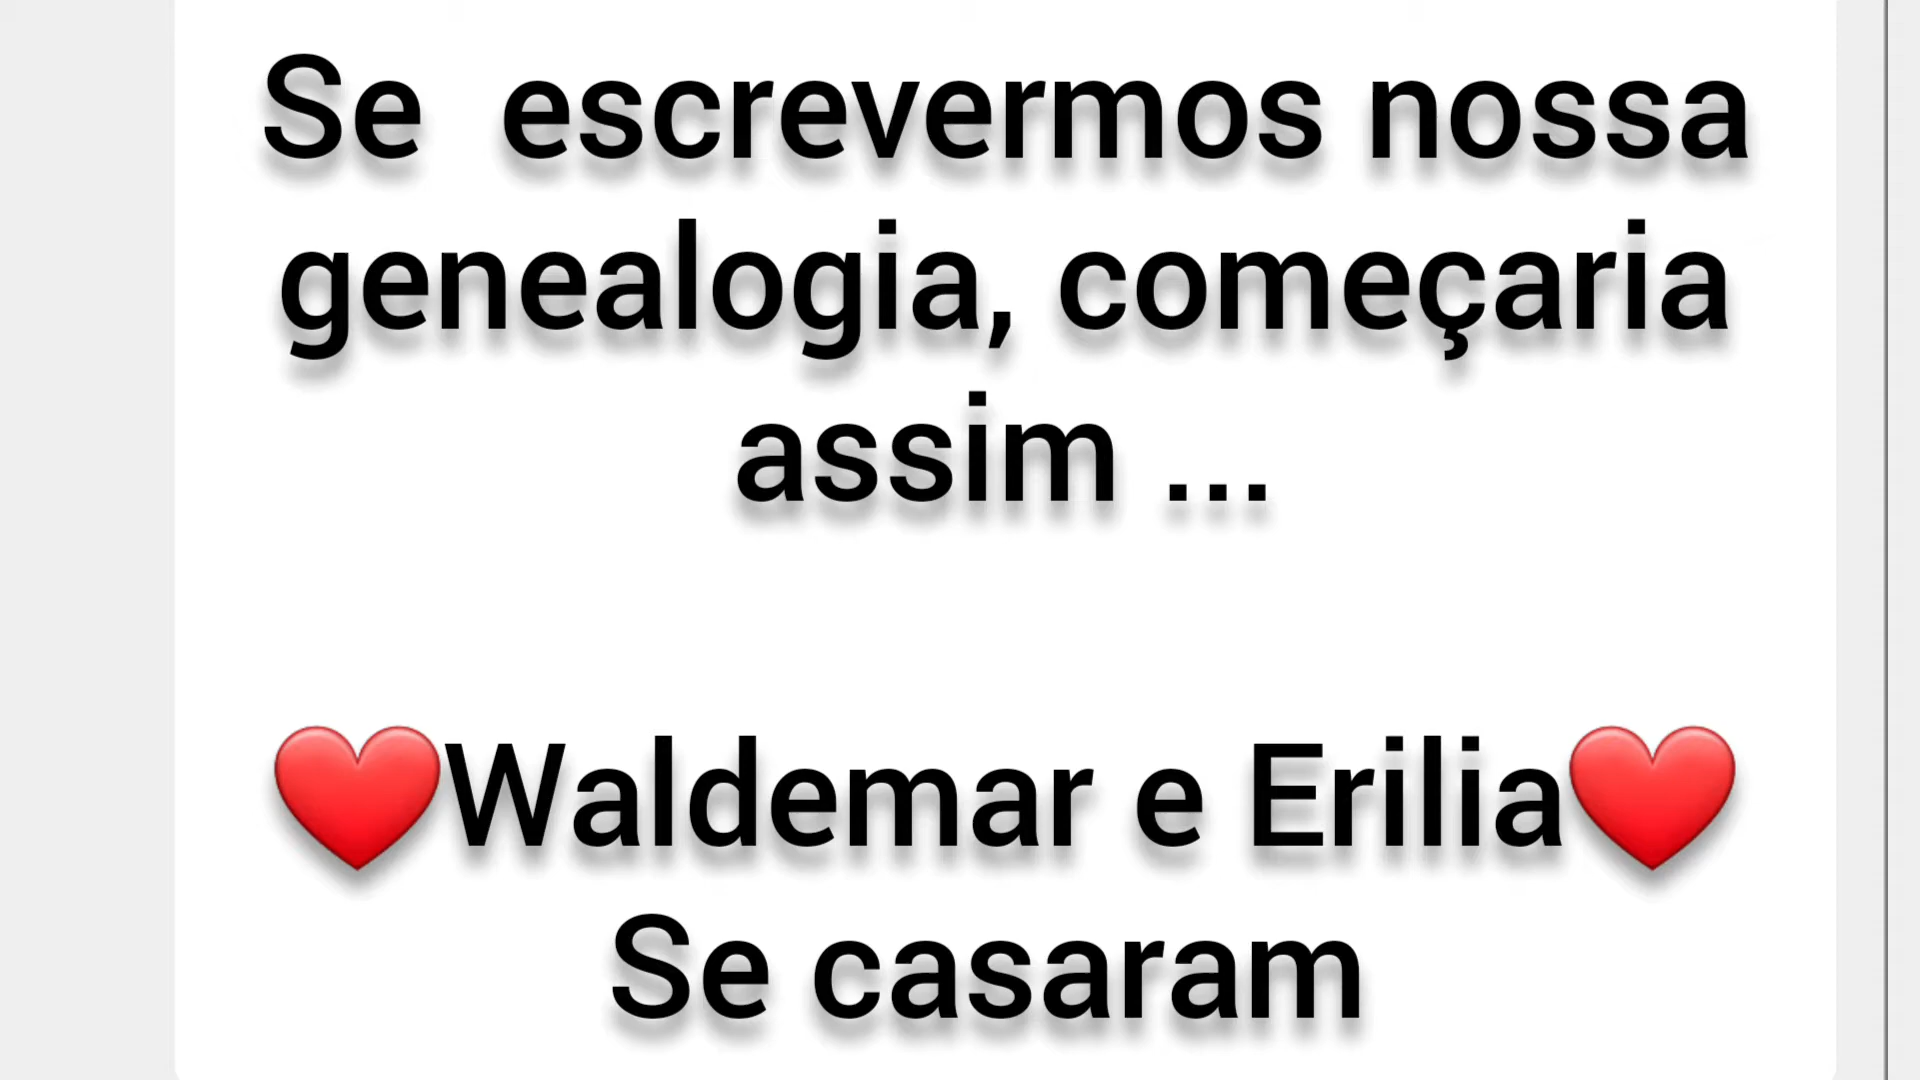 Se  escrevermos nossa
genealogia, começaria
assim ...
❤️Waldemar e Erilia❤️
Se casaram